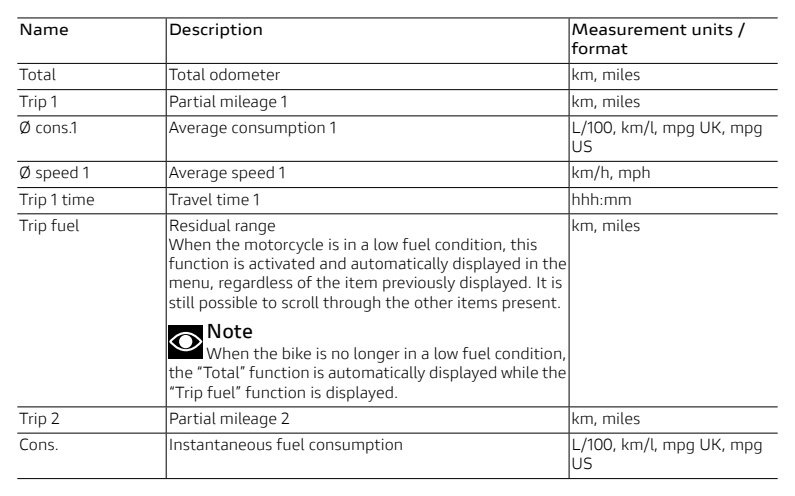 Name Description Measurement units /
format
Total Total odometer km, miles
Trip 1 Partial mileage 1 km, miles
Ø cons.1 Average consumption 1 L/100, km/l, mpg UK, mpg
US
Ø speed 1 Average speed 1 km/h, mph
Trip 1 time Travel time 1 hhh:mm
Trip fuel Residual range km, miles
When the motorcycle is in a low fuel condition, this
function is activated and automatically displayed in the
menu, regardless of the item previously displayed. It is
still possible to scroll through the other items present.
Note
When the bike is no longer in a low fuel condition,
the “Total” function is automatically displayed while the
“Trip fuel” function is displayed.
Trip 2 Partial mileage 2 km, miles
Cons. Instantaneous fuel consumption L/100, km/l, mpg UK, mpg
US